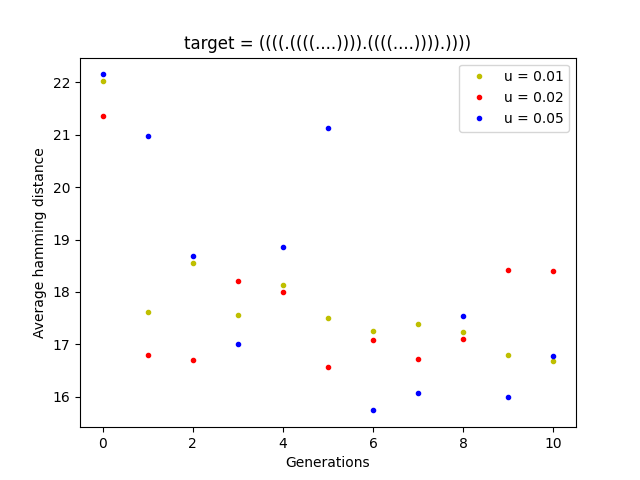 target = ((((.((((....)))).((((....)))).))))
u = 0.01
u = 0.02
u = 0.05
Average hamming distance
22
21
20
19
18
17
16
0 2 4 6 8 10
Generations